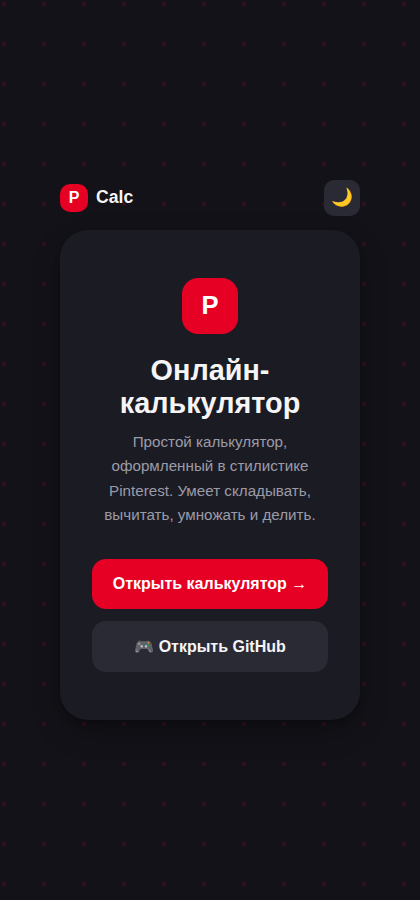 P Calc
P
Онлайн-
калькулятор
Простой калькулятор,
оформленный в стилистике
Pinterest. Умеет складывать,
вычитать, умножать и делить.
Открыть калькулятор →
🎮 Открыть GitHub